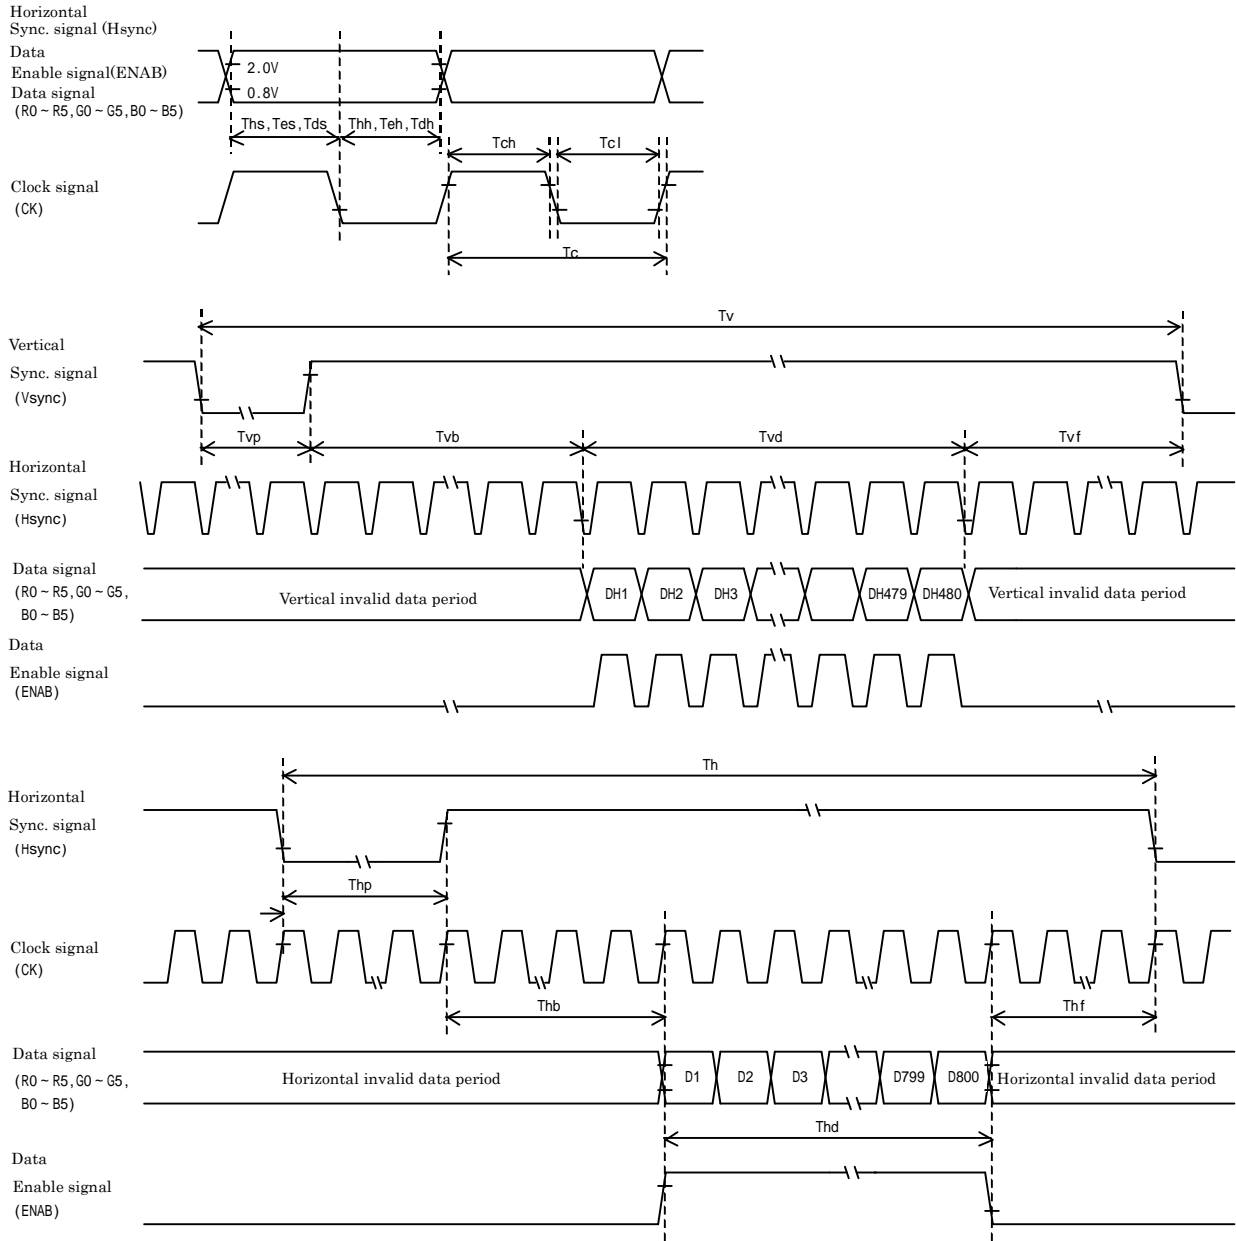 Horizontal
Sync. signal (Hsync)
Data
Enable signal(ENAB)
Data signal
(R0～R5,G0～G5,B0～B5)
2.0V
0.8V
Ths,Tes,Tds
Thh,Teh,Tdh
Tch
Tcl
Clock signal
(CK)
Tc
Tv
Vertical
Sync. signal
(Vsync)
Tvp
Tvb
Tvd
Tvf
Horizontal
Sync. signal
(Hsync)
Data signal
(R0～R5,G0～G5,
B0～B5)
Vertical invalid data period
DH1
DH2
DH3
DH479
DH480
Vertical invalid data period
Data
Enable signal
(ENAB)
Th
Horizontal
Sync. signal
(Hsync)
Thp
Clock signal
(CK)
Thb
Thf
Data signal
(R0～R5,G0～G5,
B0～B5)
Horizontal invalid data period
D1
D2
D3
D799
D800
Horizontal invalid data period
Thd
Data
Enable signal
(ENAB)